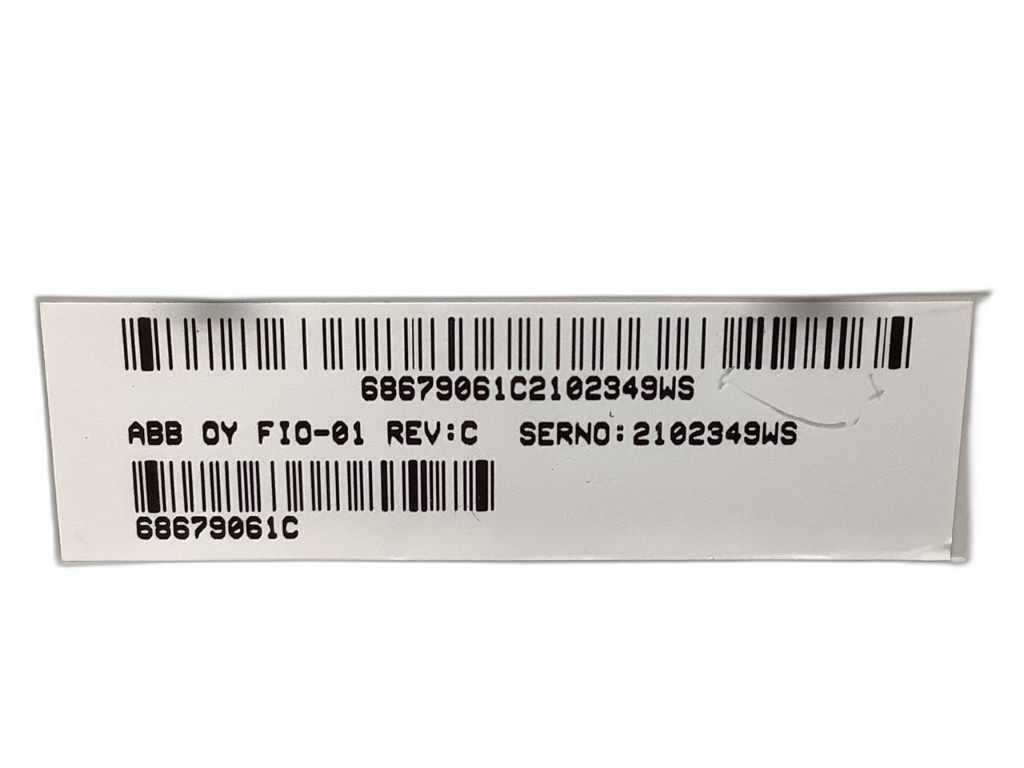 68679061C2102349WS
ABB OY FIO-01 REV:C SERNO:2102349WS
68679061C